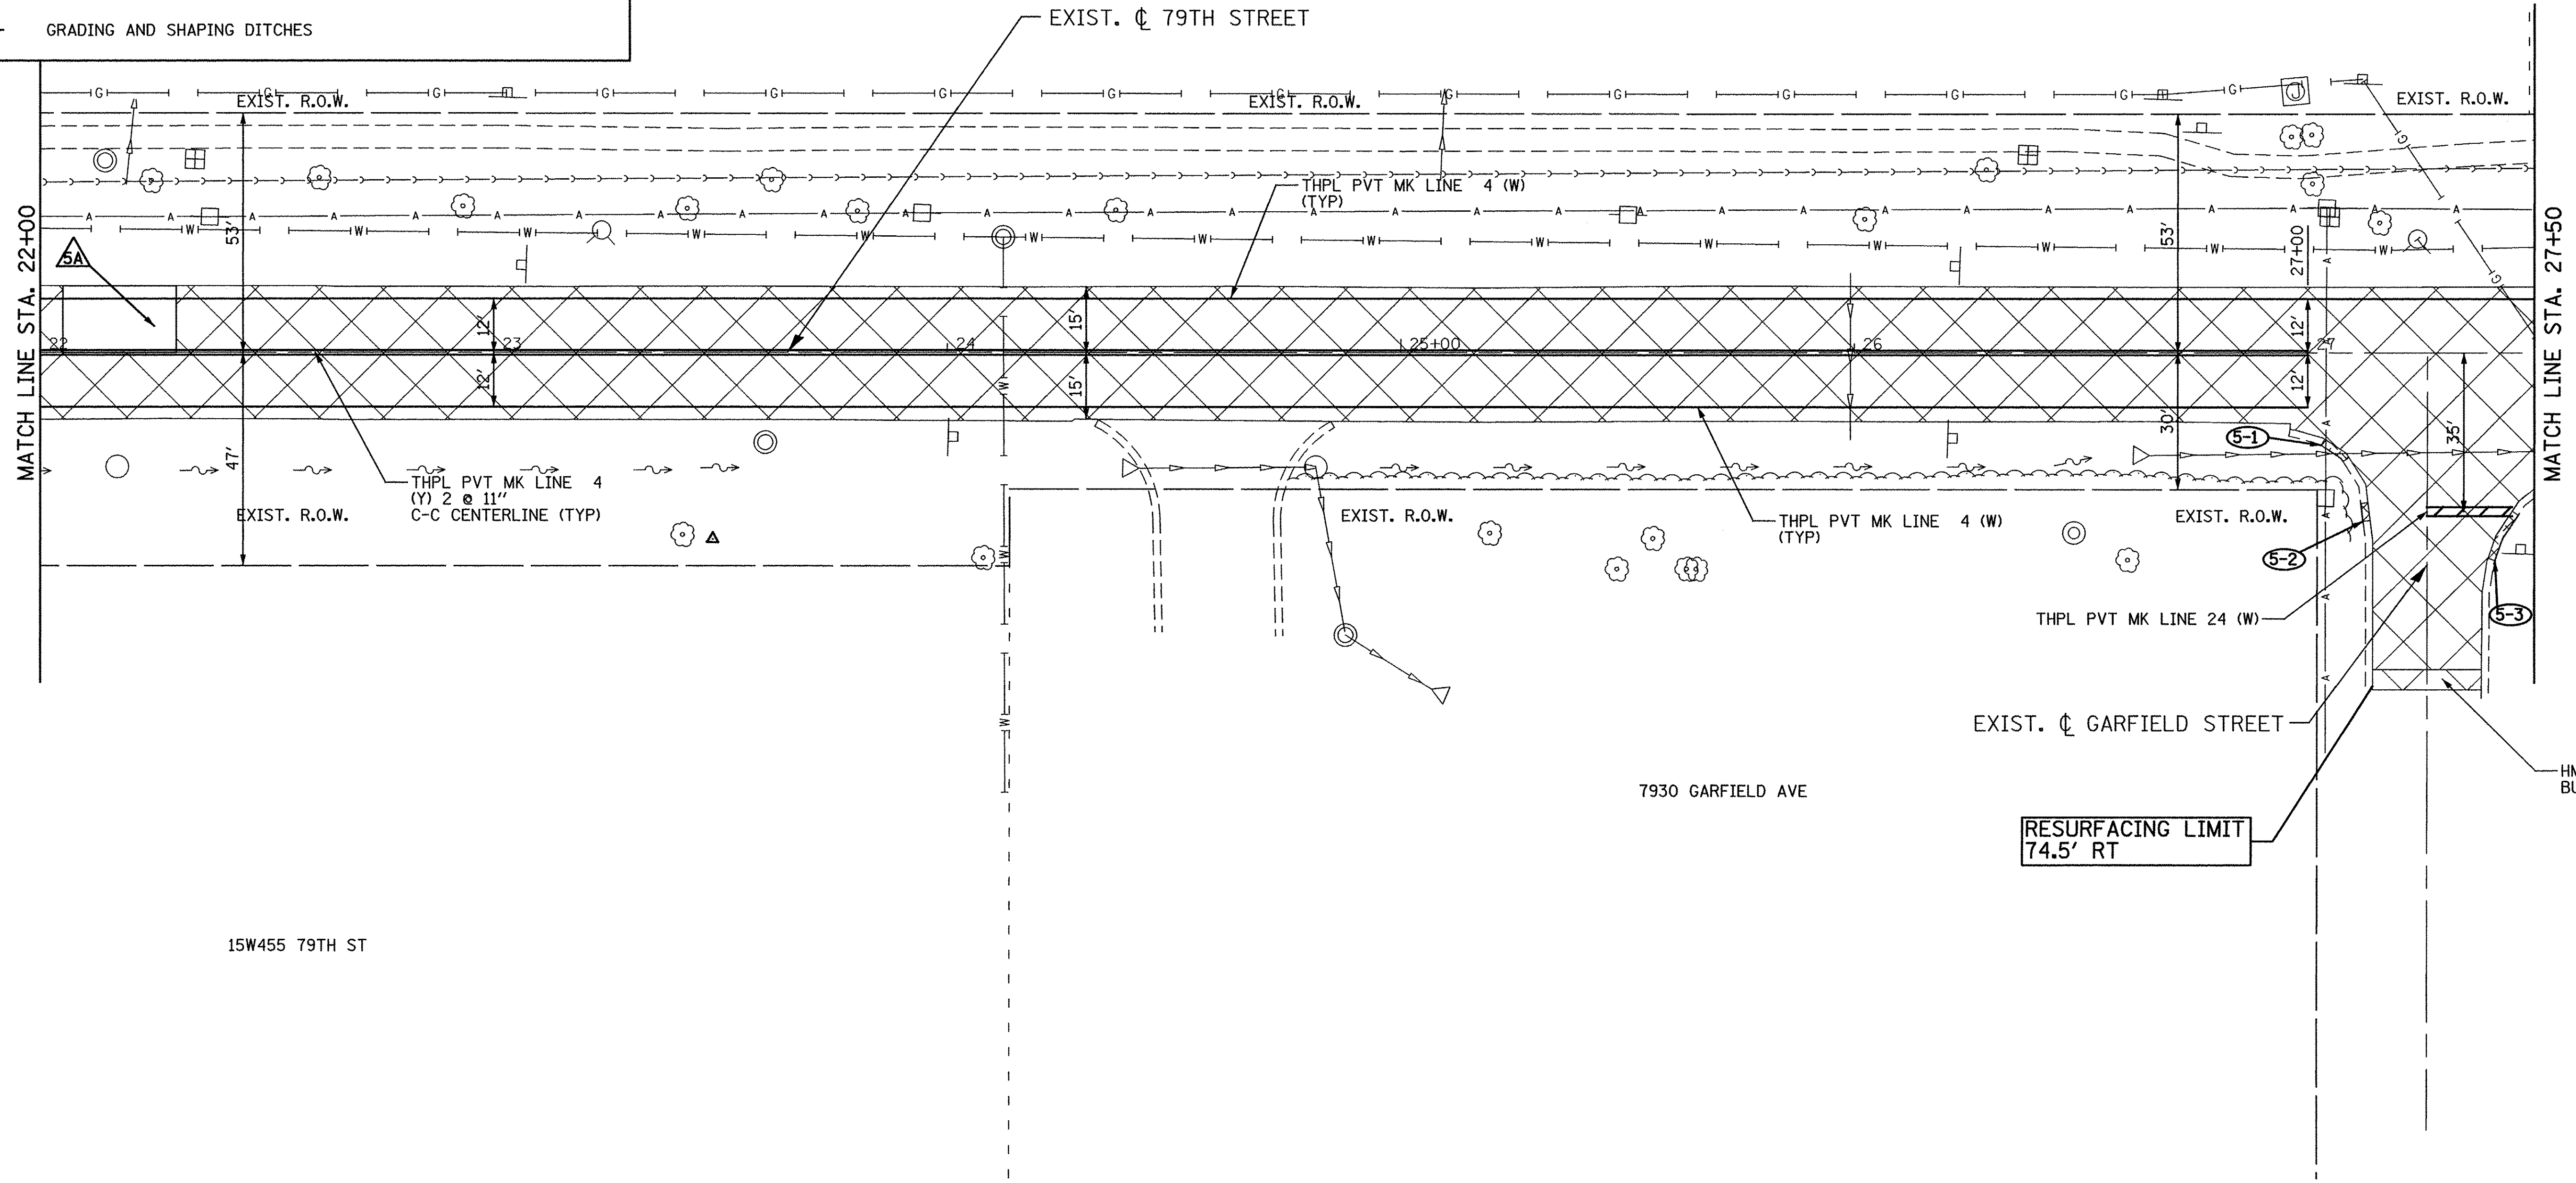 GRADING AND SHAPING DITCHES
EXIST. ℄ 79TH STREET
G G G G G G G G G G G G G G
EXIST. R.O.W.
EXIST. R.O.W.
EXIST. R.O.W.
J
G
G
THPL PVT MK LINE 4 (W)
(TYP)
A A A A A A A A A A A A A A A A A A A A A A A A A A A A A A
W W W W W W W W W W W W W W
53'
53'
27+00
MATCH LINE STA. 22+00
MATCH LINE STA. 27+50
5A
12'
15'
12'
22
23
24
25+00
26
27
12'
15'
12'
W
A
A
47'
30'
35'
5-1
THPL PVT MK LINE 4
(Y) 2 @ 11"
C-C CENTERLINE (TYP)
EXIST. R.O.W.
EXIST. R.O.W.
THPL PVT MK LINE 4 (W)
(TYP)
EXIST. R.O.W.
5-2
W
A
A
A
THPL PVT MK LINE 24 (W)
5-3
W
EXIST. ℄ GARFIELD STREET
HM
BU
7930 GARFIELD AVE
RESURFACING LIMIT
74.5' RT
15W455 79TH ST